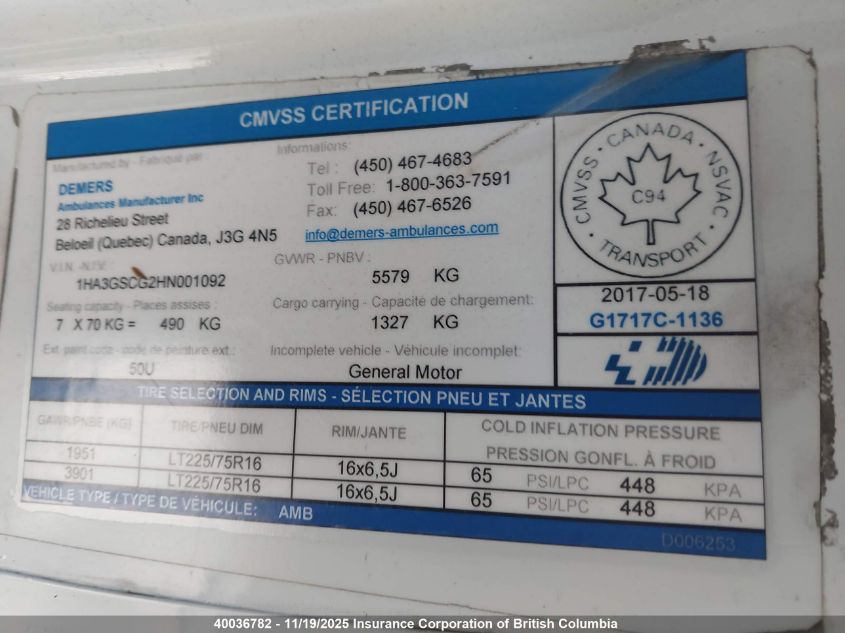 CMVSS CERTIFICATION
Manufactured by - Fabriqué par
DEMERS
Ambulances Manufacturer Inc
28 Richelieu Street
Beloeil (Quebec) Canada, J3G 4N5
Informations:
Tel : (450) 467-4683
Toll Free: 1-800-363-7591
Fax: (450) 467-6526
info@demers-ambulances.com
V.I.N. -N.I.V. :
1HA3GSCG2HN001092
GVWR - PNBV :
5579 KG
Seating capacity - Places assises :
7 X 70 KG = 490 KG
Cargo carrying - Capacité de chargement:
1327 KG
Ext. paint code - code de peinture ext.:
50U
Incomplete vehicle - Véhicule incomplet:
General Motor
CMVSS · CANADA · NSVAC
C94
· TRANSPORT ·
2017-05-18
G1717C-1136
TIRE SELECTION AND RIMS - SÉLECTION PNEU ET JANTES
GAWR/PNBE (KG) TIRE/PNEU DIM RIM/JANTE COLD INFLATION PRESSURE
PRESSION GONFL. À FROID
1951 LT225/75R16 16x6,5J 65 PSI/LPC 448 KPA
3901 LT225/75R16 16x6,5J 65 PSI/LPC 448 KPA
VEHICLE TYPE / TYPE DE VÉHICULE: AMB
D006253
40036782 - 11/19/2025 Insurance Corporation of British Columbia